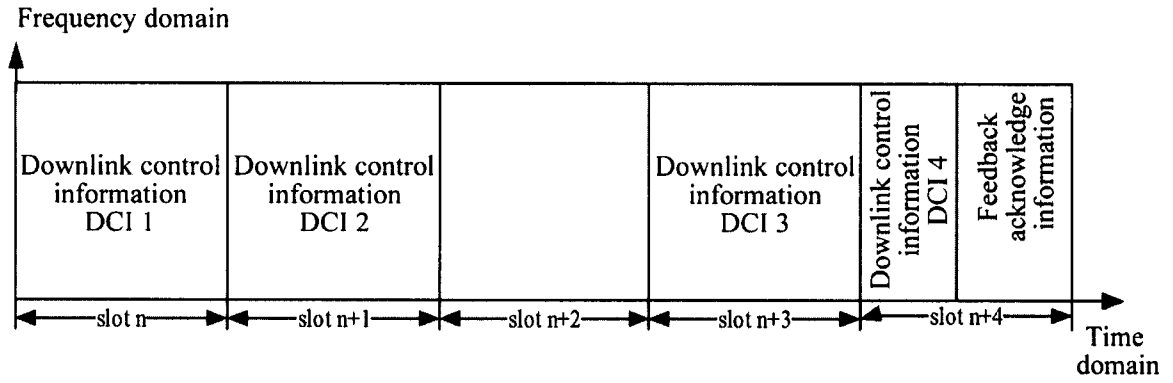 Frequency domain
Downlink control
information
DCI 1
Downlink control
information
DCI 2
Downlink control
information
DCI 3
Downlink control
information
DCI 4
Feedback
acknowledge
information
slot n
slot n+1
slot n+2
slot n+3
slot n+4
Time
domain